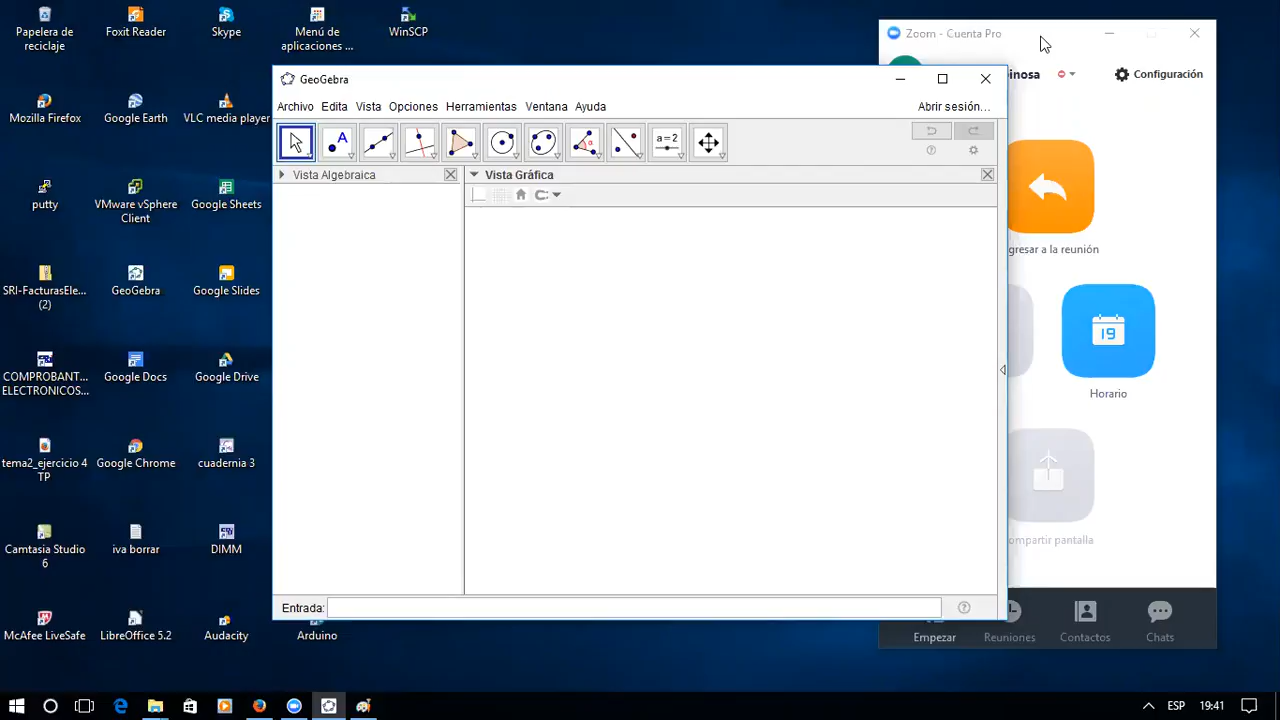 Papelera de
reciclaje
Foxit Reader
Skype
Menú de
aplicaciones ...
WinSCP
Mozilla Firefox
Google Earth
VLC media player
putty
VMware vSphere
Client
Google Sheets
SRI-FacturasEle...
(2)
GeoGebra
Google Slides
COMPROBANT...
ELECTRONICOS...
Google Docs
Google Drive
tema2_ejercicio 4
TP
Google Chrome
cuadernia 3
Camtasia Studio
6
iva borrar
DIMM
McAfee LiveSafe
LibreOffice 5.2
Audacity
Arduino
GeoGebra
Archivo Edita Vista Opciones Herramientas Ventana Ayuda
Abrir sesión...
A
a=2
Vista Algebraica
Vista Gráfica
Entrada:
Zoom - Cuenta Pro
inosa
Configuración
gresar a la reunión
19
Horario
ompartir pantalla
Empezar
Reuniones
Contactos
Chats
ESP
19:41